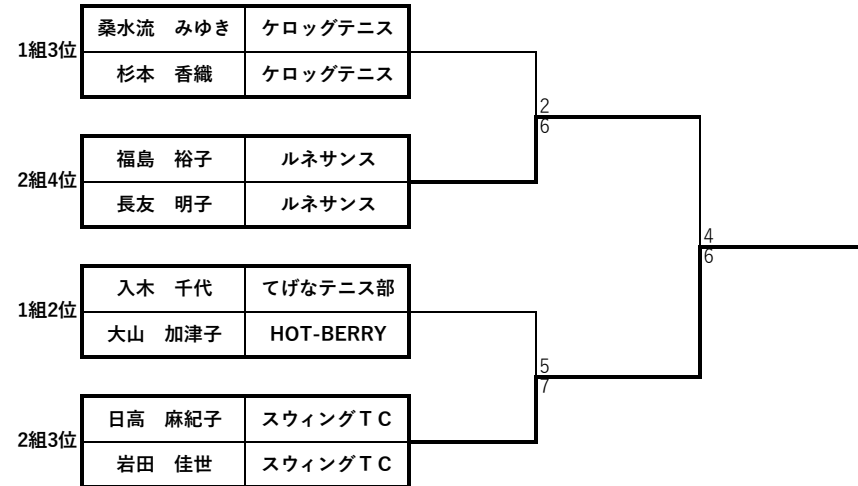 桑水流　みゆき　ケロッグテニス
1組3位
杉本　香織　ケロッグテニス
2
6
福島　裕子　ルネサンス
2組4位
長友　明子　ルネサンス
4
6
入木　千代　てげなテニス部
1組2位
大山　加津子　HOT-BERRY
5
7
日高　麻紀子　スウィングＴＣ
2組3位
岩田　佳世　スウィングＴＣ